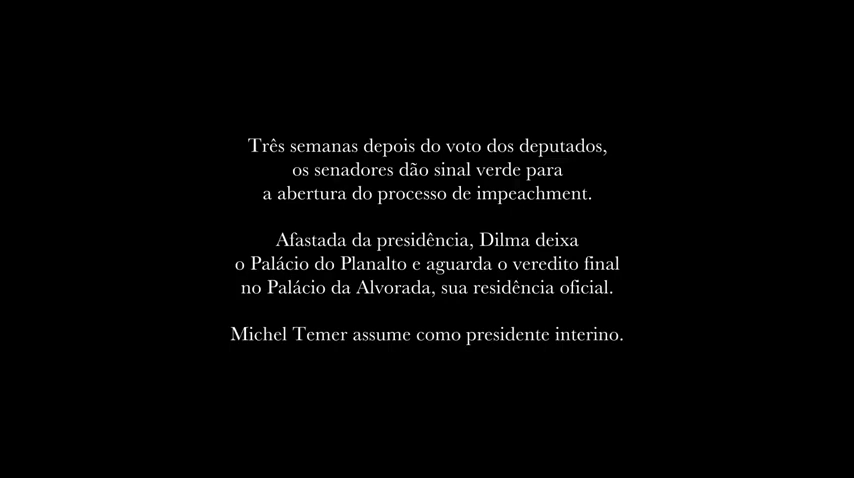 Três semanas depois do voto dos deputados,
os senadores dão sinal verde para
a abertura do processo de impeachment.
Afastada da presidência, Dilma deixa
o Palácio do Planalto e aguarda o veredito final
no Palácio da Alvorada, sua residência oficial.
Michel Temer assume como presidente interino.